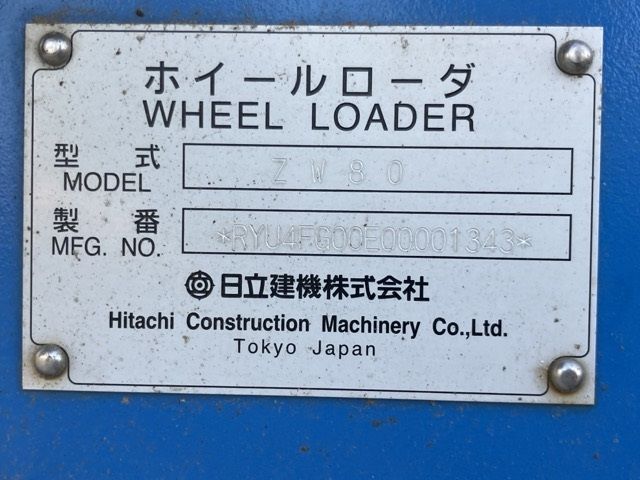 ホイールローダ
WHEEL LOADER
型式 ZW80
MODEL
製番 *RYU4FG00E00001343*
MFG. NO.
日立建機株式会社
Hitachi Construction Machinery Co.,Ltd.
Tokyo Japan